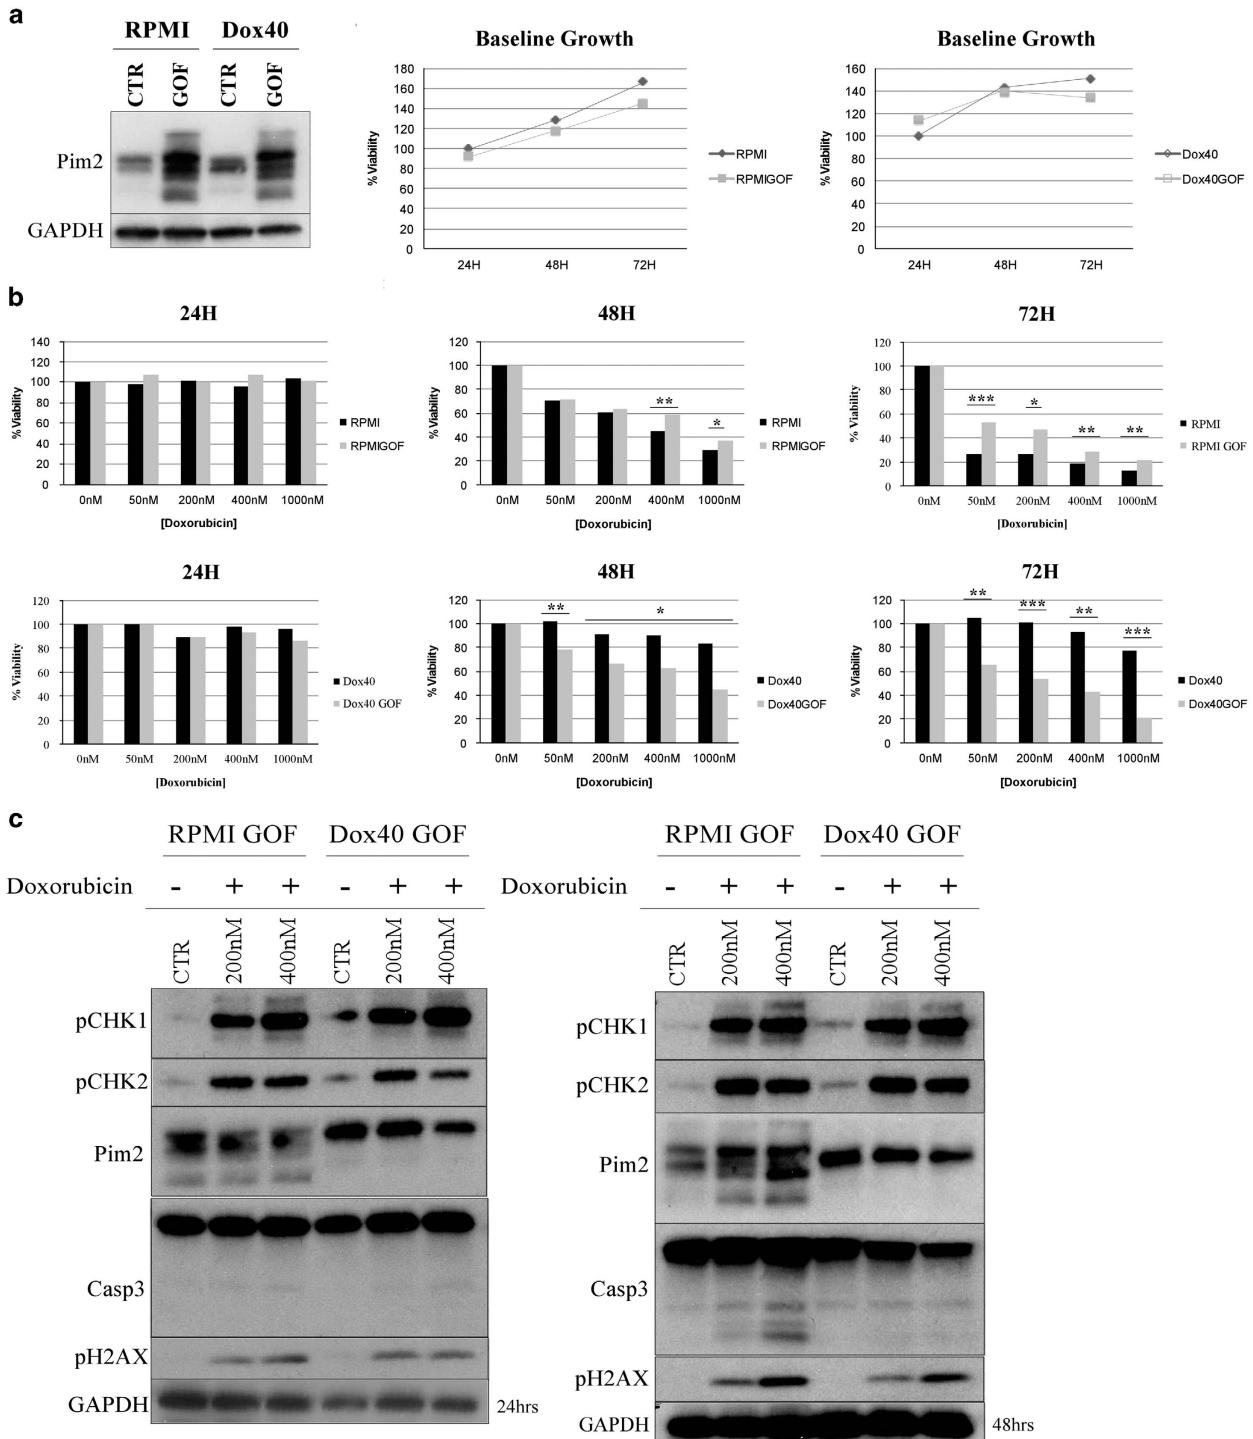 a
RPMI Dox40
CTR GOF CTR GOF
Pim2
GAPDH
Baseline Growth
% Viability
180
160
140
120
100
80
60
40
20
0
24H 48H 72H
RPMI
RPMIGOF
Baseline Growth
% Viability
160
140
120
100
80
60
40
20
0
24H 48H 72H
Dox40
Dox40GOF
b
24H
% Viability
140
120
100
80
60
40
20
0
0nM 50nM 200nM 400nM 1000nM
[Doxorubicin]
RPMI
RPMIGOF
48H
% Viability
120
100
80
60
40
20
0
** *
0nM 50nM 200nM 400nM 1000nM
[Doxorubicin]
RPMI
RPMIGOF
72H
% Viability
120
100
80
60
40
20
0
*** * ** **
0nM 50nM 200nM 400nM 1000nM
[Doxorubicin]
RPMI
RPMI GOF
24H
% Viability
120
100
80
60
40
20
0
0nM 50nM 200nM 400nM 1000nM
[Doxorubicin]
Dox40
Dox40 GOF
48H
% Viability
120
100
80
60
40
20
0
** *
0nM 50nM 200nM 400nM 1000nM
[Doxorubicin]
Dox40
Dox40GOF
72H
% Viability
120
100
80
60
40
20
0
** *** ** ***
0nM 50nM 200nM 400nM 1000nM
[Doxorubicin]
Dox40
Dox40GOF
c
RPMI GOF Dox40 GOF
Doxorubicin - + + - + +
CTR 200nM 400nM CTR 200nM 400nM
pCHK1
pCHK2
Pim2
Casp3
pH2AX
GAPDH
24hrs
RPMI GOF Dox40 GOF
Doxorubicin - + + - + +
CTR 200nM 400nM CTR 200nM 400nM
pCHK1
pCHK2
Pim2
Casp3
pH2AX
GAPDH
48hrs